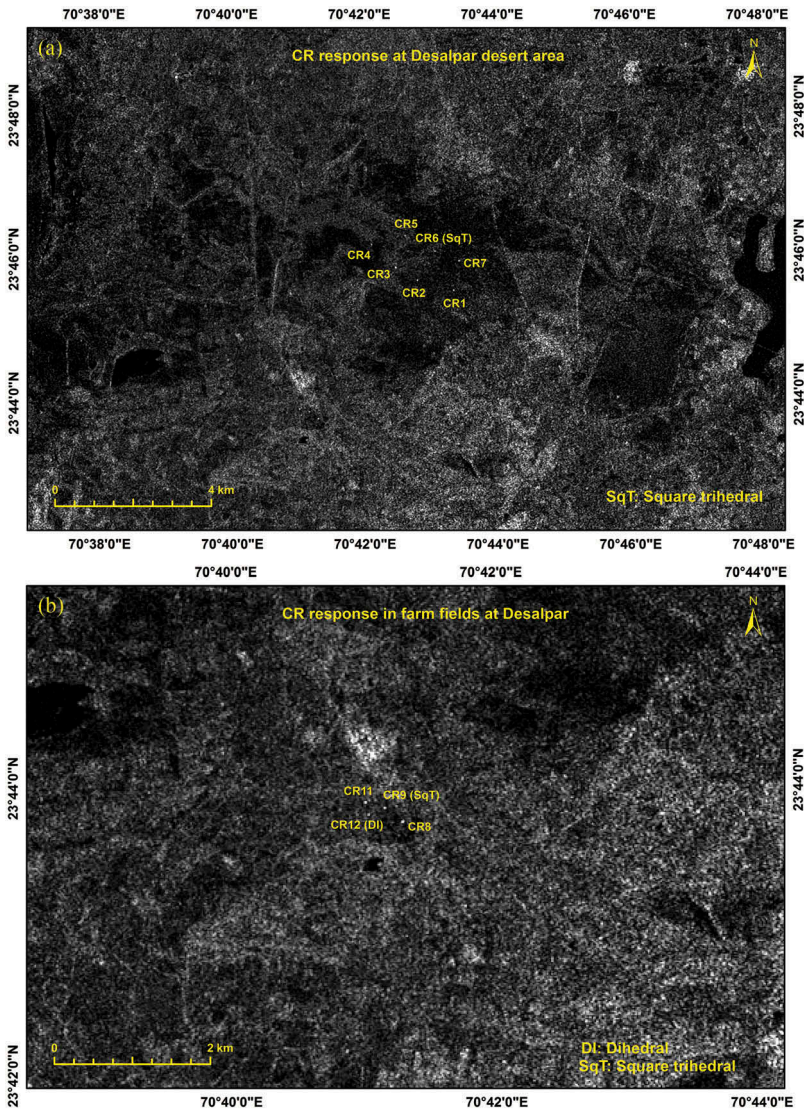 70°38'0"E 70°40'0"E 70°42'0"E 70°44'0"E 70°46'0"E 70°48'0"E
(a)
CR response at Desalpar desert area
N
23°48'0"N
23°48'0"N
CR5
CR6 (SqT)
CR4
CR7
CR3
CR2
CR1
23°46'0"N
23°46'0"N
23°44'0"N
23°44'0"N
0 4 km
SqT: Square trihedral
70°38'0"E 70°40'0"E 70°42'0"E 70°44'0"E 70°46'0"E 70°48'0"E
70°40'0"E 70°42'0"E 70°44'0"E
(b)
CR response in farm fields at Desalpar
N
23°44'0"N
23°44'0"N
CR11
CR9 (SqT)
CR12 (DI)
CR8
0 2 km
DI: Dihedral
SqT: Square trihedral
23°42'0"N
23°42'0"N
70°40'0"E 70°42'0"E 70°44'0"E